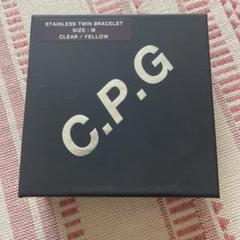 STAINLESS TWIN BRACELET
SIZE : M
CLEAR / YELLOW
C.P.G